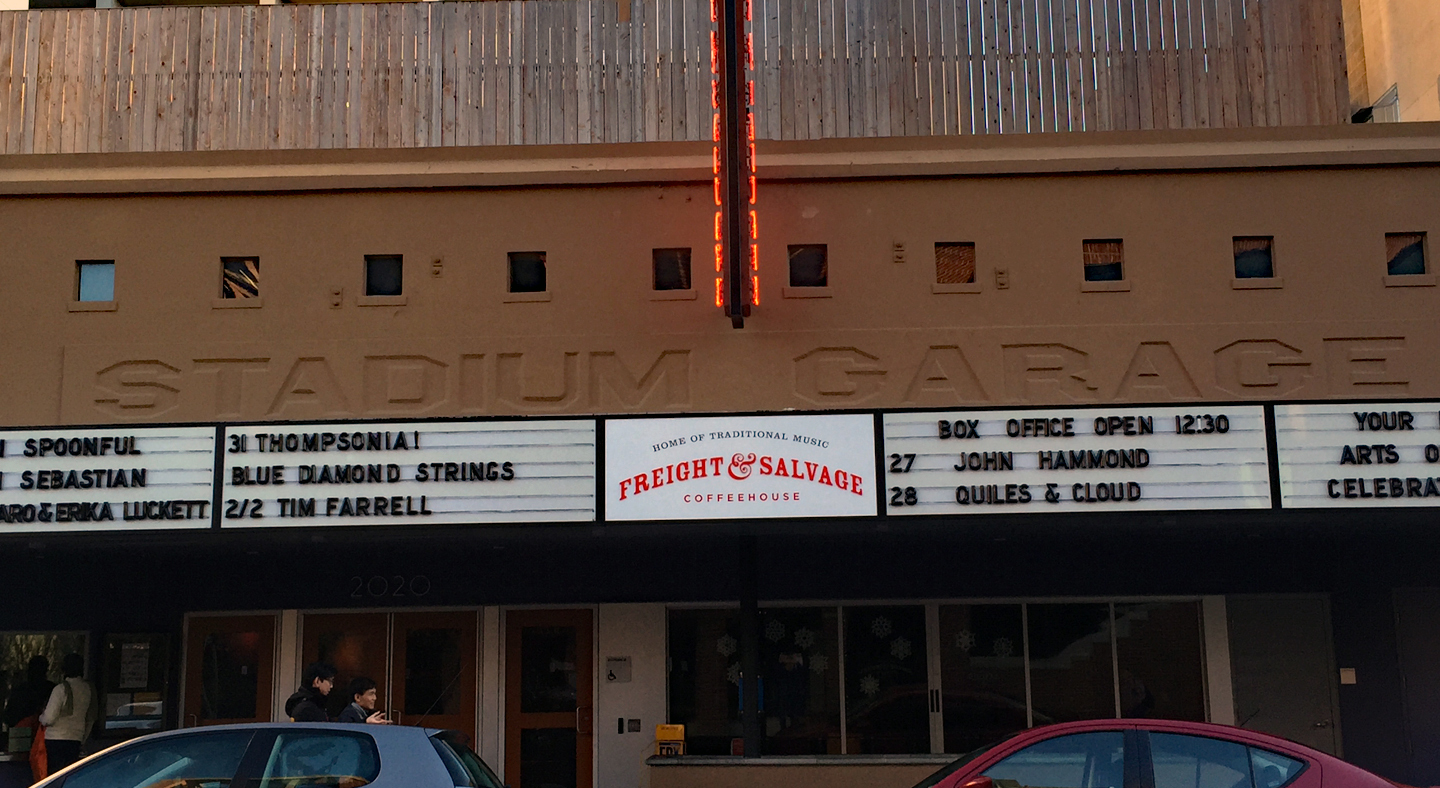 STADIUM GARAGE
SPOONFUL
SEBASTIAN
ARO & ERIKA LUCKETT
31 THOMPSONIA!
BLUE DIAMOND STRINGS
2/2 TIM FARRELL
HOME OF TRADITIONAL MUSIC
FREIGHT & SALVAGE
COFFEEHOUSE
BOX OFFICE OPEN 12:30
27 JOHN HAMMOND
28 QUILES & CLOUD
YOUR
ARTS O
CELEBRAT
2020